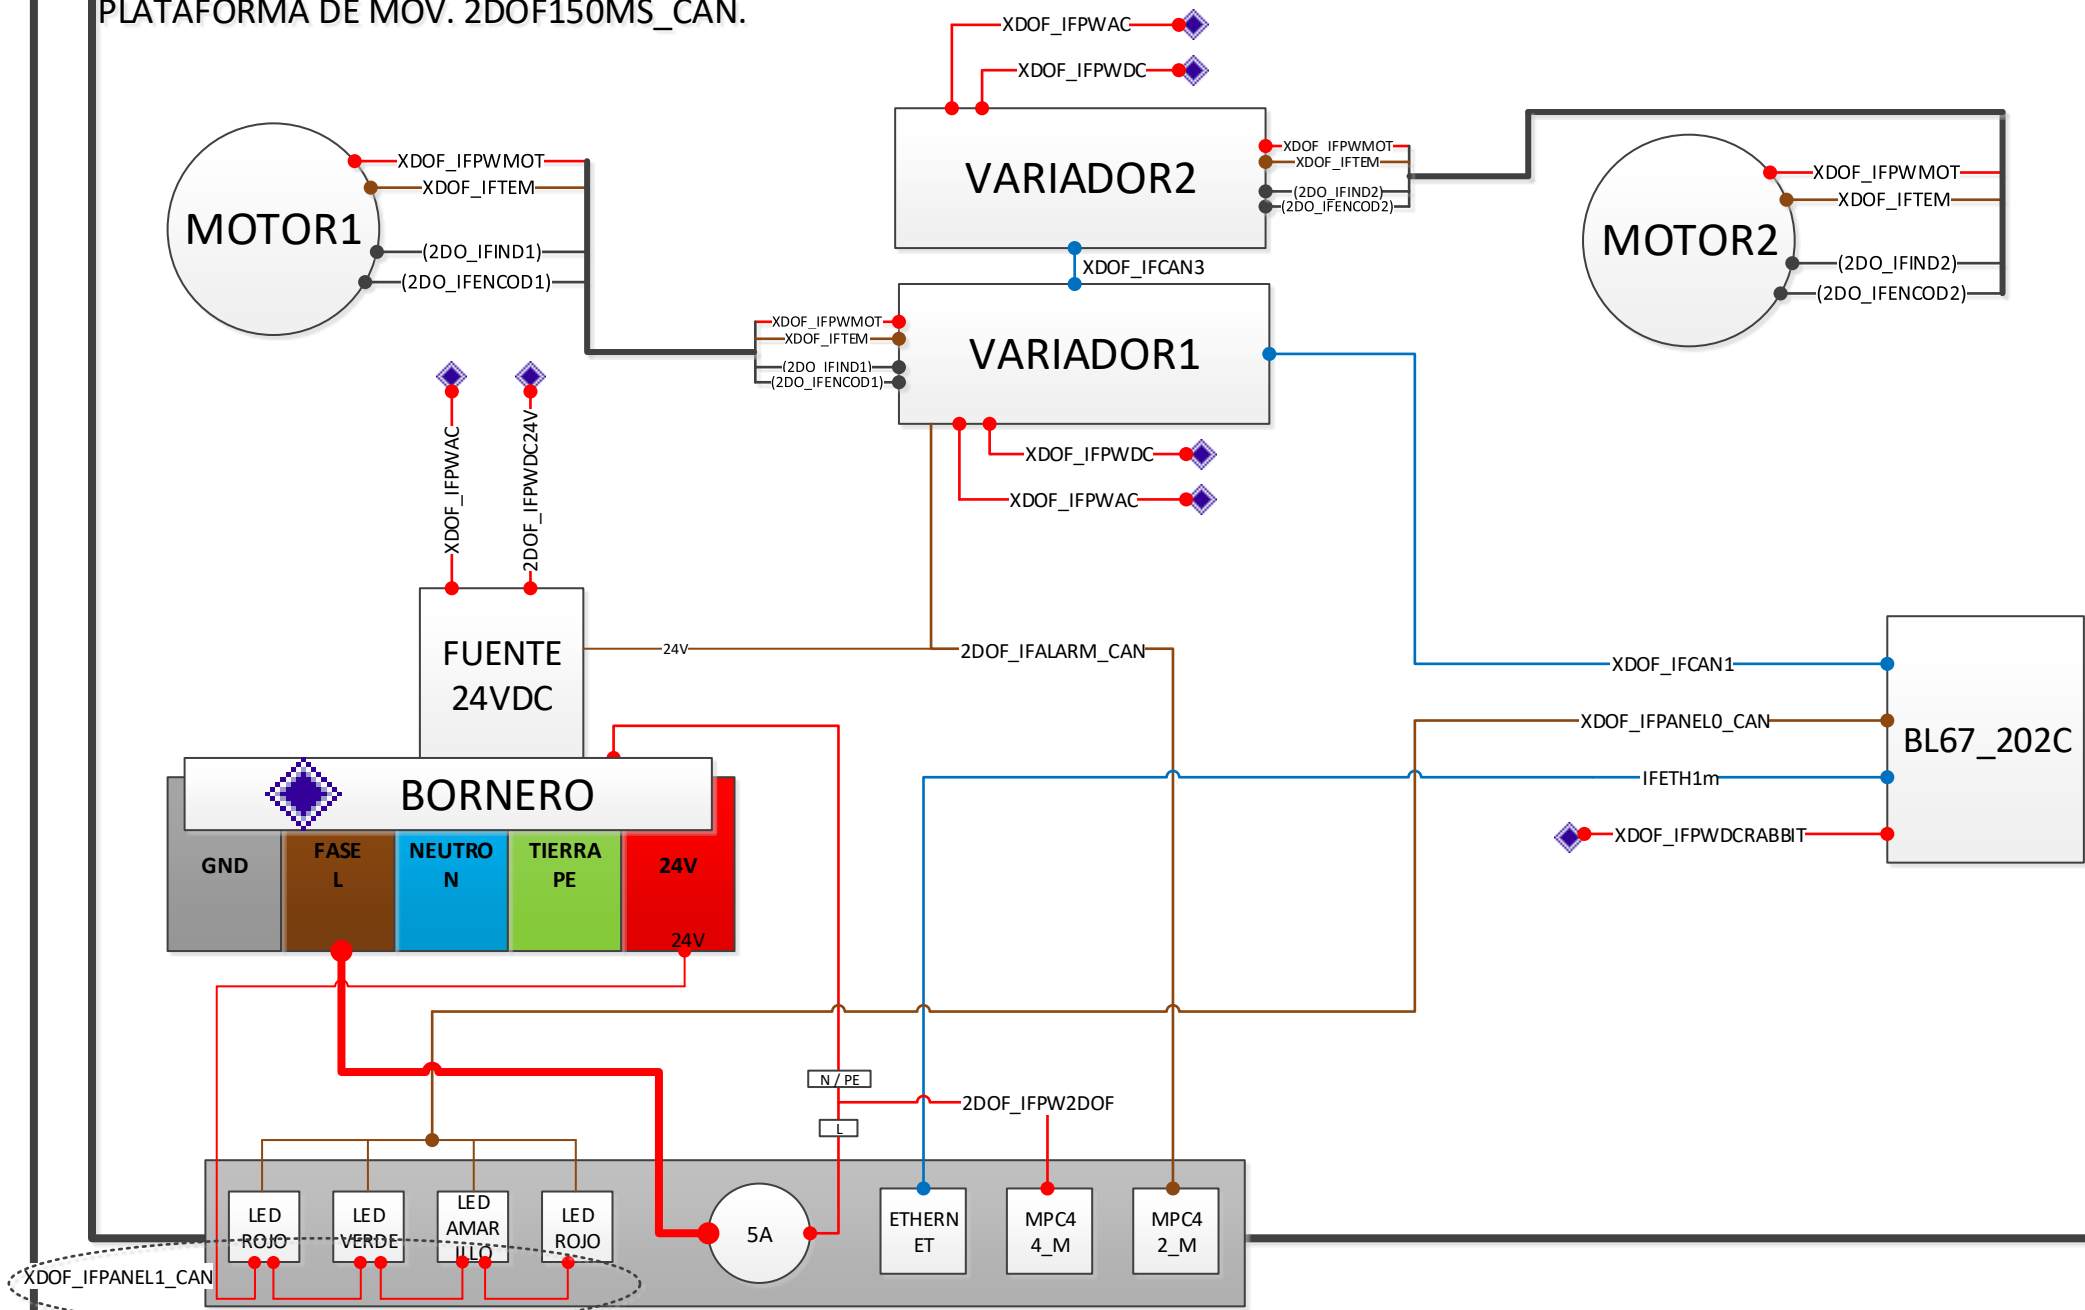 PLATAFORMA DE MOV. 2DOF150MS_CAN.
XDOF_IFPWAC
XDOF_IFPWDC
MOTOR1
XDOF_IFPWMOT
XDOF_IFTEM
(2DO_IFIND1)
(2DO_IFENCOD1)
VARIADOR2
XDOF_IFPWMOT
XDOF_IFTEM
(2DO_IFIND2)
(2DO_IFENCOD2)
MOTOR2
XDOF_IFPWMOT
XDOF_IFTEM
(2DO_IFIND2)
(2DO_IFENCOD2)
XDOF_IFCAN3
XDOF_IFPWMOT
XDOF_IFTEM
(2DO_IFIND1)
(2DO_IFENCOD1)
VARIADOR1
XDOF_IFPWDC
XDOF_IFPWAC
XDOF_IFPWAC
2DOF_IFPWDC24V
FUENTE
24VDC
24V
2DOF_IFALARM_CAN
XDOF_IFCAN1
XDOF_IFPANEL0_CAN
IFETH1m
XDOF_IFPWDCRABBIT
BL67_202C
BORNERO
GND
FASE
L
NEUTRO
N
TIERRA
PE
24V
24V
N / PE
L
2DOF_IFPW2DOF
LED
ROJO
LED
VERDE
LED
AMAR
ILLO
LED
ROJO
5A
ETHERN
ET
MPC4
4_M
MPC4
2_M
XDOF_IFPANEL1_CAN